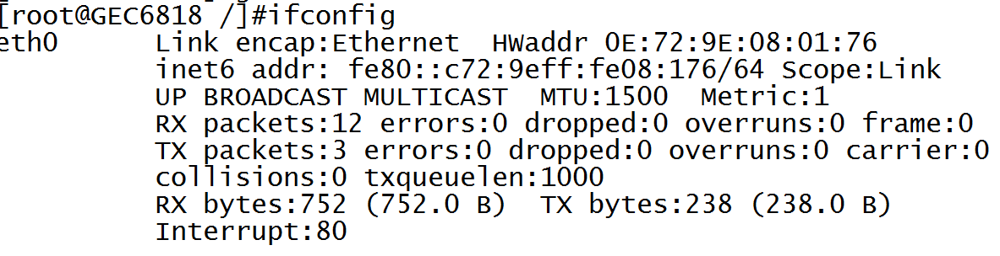 [root@GEC6818 /]#ifconfig
eth0      Link encap:Ethernet  HWaddr 0E:72:9E:08:01:76
          inet6 addr: fe80::c72:9eff:fe08:176/64 Scope:Link
          UP BROADCAST MULTICAST  MTU:1500  Metric:1
          RX packets:12 errors:0 dropped:0 overruns:0 frame:0
          TX packets:3 errors:0 dropped:0 overruns:0 carrier:0
          collisions:0 txqueuelen:1000
          RX bytes:752 (752.0 B)  TX bytes:238 (238.0 B)
          Interrupt:80